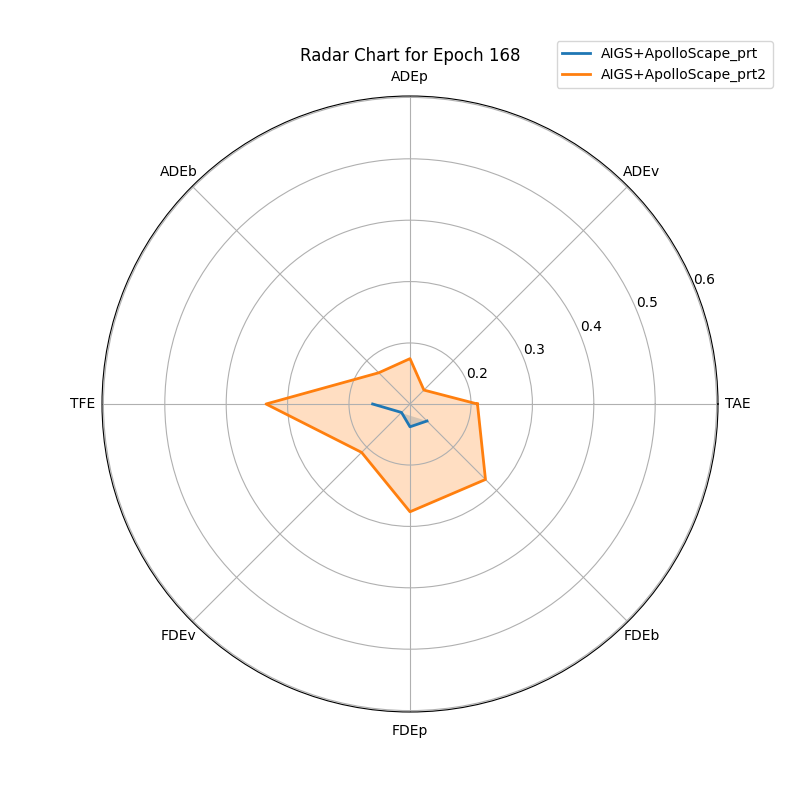 Radar Chart for Epoch 168
AIGS+ApolloScape_prt
AIGS+ApolloScape_prt2
ADEp
ADEb
ADEv
0.6
0.5
0.4
0.3
0.2
TFE
TAE
FDEv
FDEb
FDEp